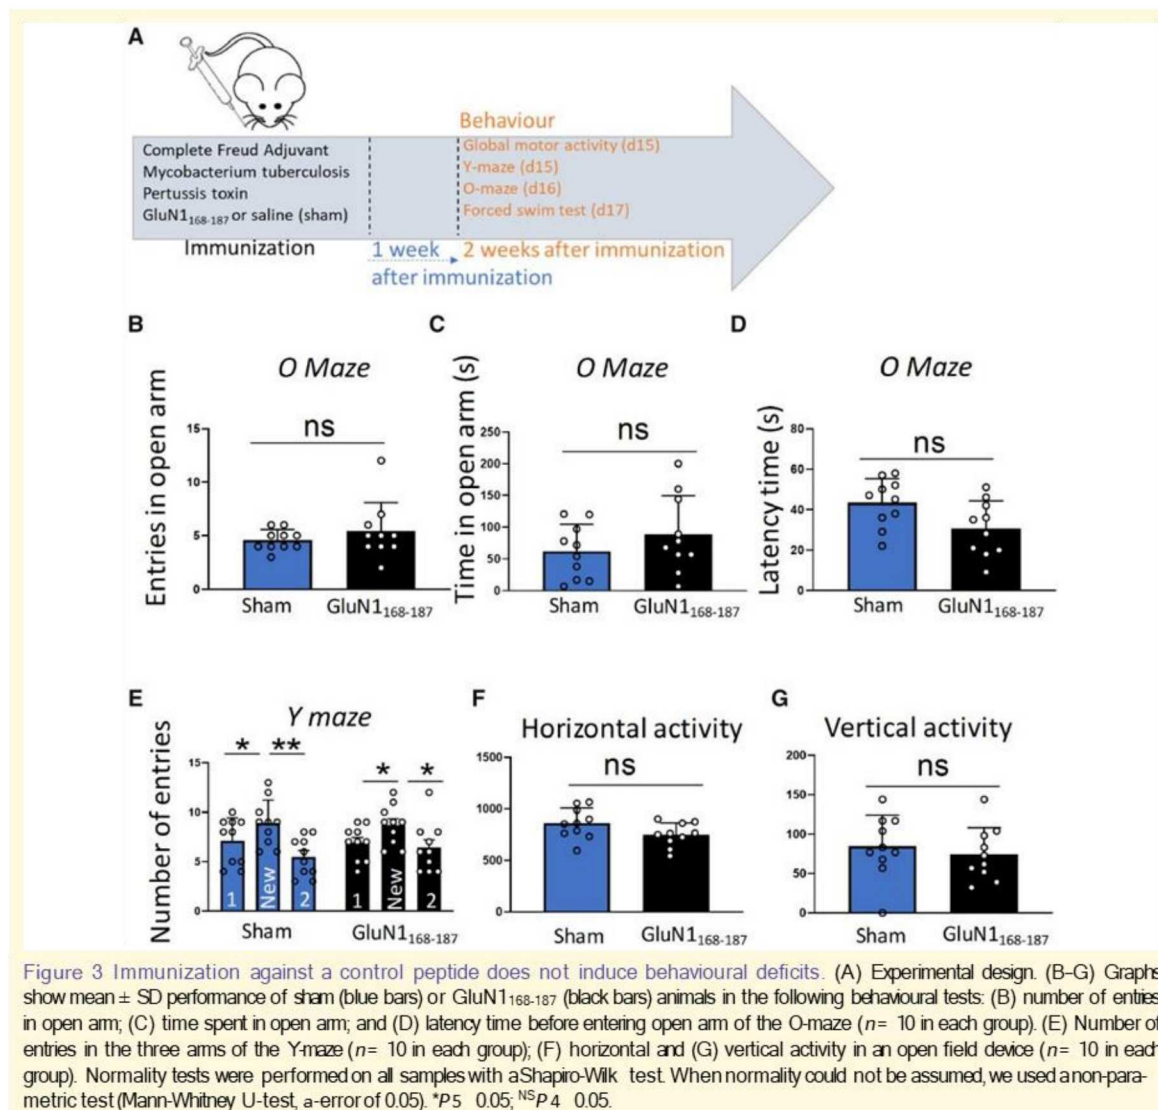 A
Behaviour
Complete Freud Adjuvant
Mycobacterium tuberculosis
Pertussis toxin
GluN1168-187 or saline (sham)
Global motor activity (d15)
Y-maze (d15)
O-maze (d16)
Forced swim test (d17)
Immunization
1 week
after immunization
2 weeks after immunization
B
O Maze
Entries in open arm
15
10
5
0
ns
Sham
GluN1168-187
C
O Maze
Time in open arm (s)
250
200
150
100
50
0
ns
Sham
GluN1168-187
D
O Maze
Latency time (s)
80
60
40
20
0
ns
Sham
GluN1168-187
E
Y maze
Number of entries
15
10
5
0
* ** * *
1 New 2 1 New 2
Sham
GluN1168-187
F
Horizontal activity
1500
1000
500
0
ns
Sham
GluN1168-187
G
Vertical activity
200
150
100
50
0
ns
Sham
GluN1168-187
Figure 3 Immunization against a control peptide does not induce behavioural deficits. (A) Experimental design. (B–G) Graphs
show mean ± SD performance of sham (blue bars) or GluN1168-187 (black bars) animals in the following behavioural tests: (B) number of entries
in open arm; (C) time spent in open arm; and (D) latency time before entering open arm of the O-maze (n= 10 in each group). (E) Number of
entries in the three arms of the Y-maze (n= 10 in each group); (F) horizontal and (G) vertical activity in an open field device (n= 10 in each
group). Normality tests were performed on all samples with a Shapiro-Wilk test. When normality could not be assumed, we used a non-para-
metric test (Mann-Whitney U-test, a-error of 0.05). *P5 0.05; NSP4 0.05.